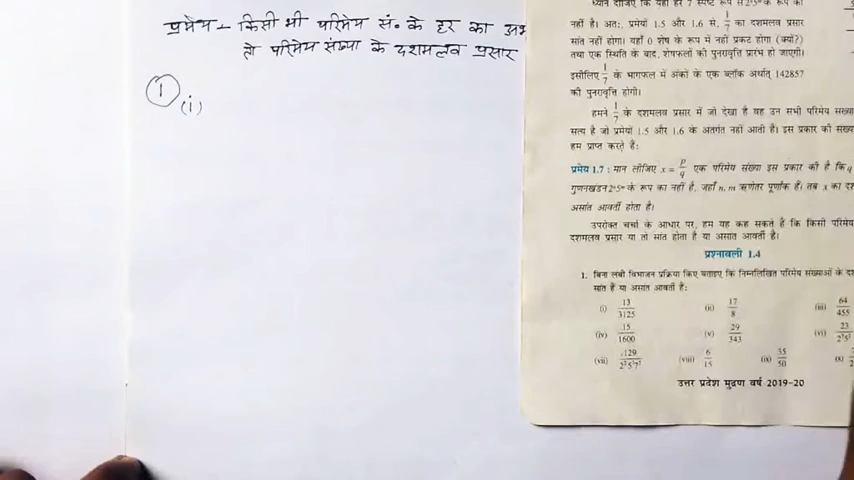 प्रमेय - किसी भी परिमेय सं० के हर का अभ
तो परिमेय संख्या के दशमलव प्रसार
1
(i)
ध्यान दीजिए कि यहाँ हर 7 स्पष्ट रूप से
नहीं है। अतः, प्रमेयों 1.5 और 1.6 से, 1/7 का दशमलव प्रसार
सांत नहीं होगा। यहाँ 0 शेष के रूप में नहीं प्रकट होगा (क्यों?)
तथा एक स्थिति के बाद, शेषफलों की पुनरावृत्ति प्रारंभ हो जाएगी।
इसीलिए 1/7 के भागफल में अंकों के एक ब्लॉक अर्थात् 142857
की पुनरावृत्ति होगी।
हमने 1/7 के दशमलव प्रसार में जो देखा है वह उन सभी परिमेय संख्या
सत्य है जो प्रमेयों 1.5 और 1.6 के अंतर्गत नहीं आती है। इस प्रकार की संख्य
हम प्राप्त करते हैं:
प्रमेय 1.7 : मान लीजिए x = p/q एक परिमेय संख्या इस प्रकार की है कि q
गुणनखंडन 2ⁿ5ᵐ के रूप का नहीं है, जहाँ n, m ऋणेतर पूर्णांक हैं। तब x का दश
असांत आवर्ती होता है।
उपरोक्त चर्चा के आधार पर, हम यह कह सकते हैं कि किसी परिमेय
दशमलव प्रसार या तो सांत होता है या असांत आवर्ती है।
प्रश्नावली 1.4
1. बिना लंबी विभाजन प्रक्रिया किए बताइए कि निम्नलिखित परिमेय संख्याओं के दश
सांत हैं या असांत आवर्ती हैं:
(i) 13/3125 (ii) 17/8 (iii) 64/455
(iv) 15/1600 (v) 29/343 (vi) 23/2³5²
(vii) 129/2²5⁷7⁵ (viii) 6/15 (ix) 35/50 (x)
उत्तर प्रदेश मुद्रण वर्ष 2019-20